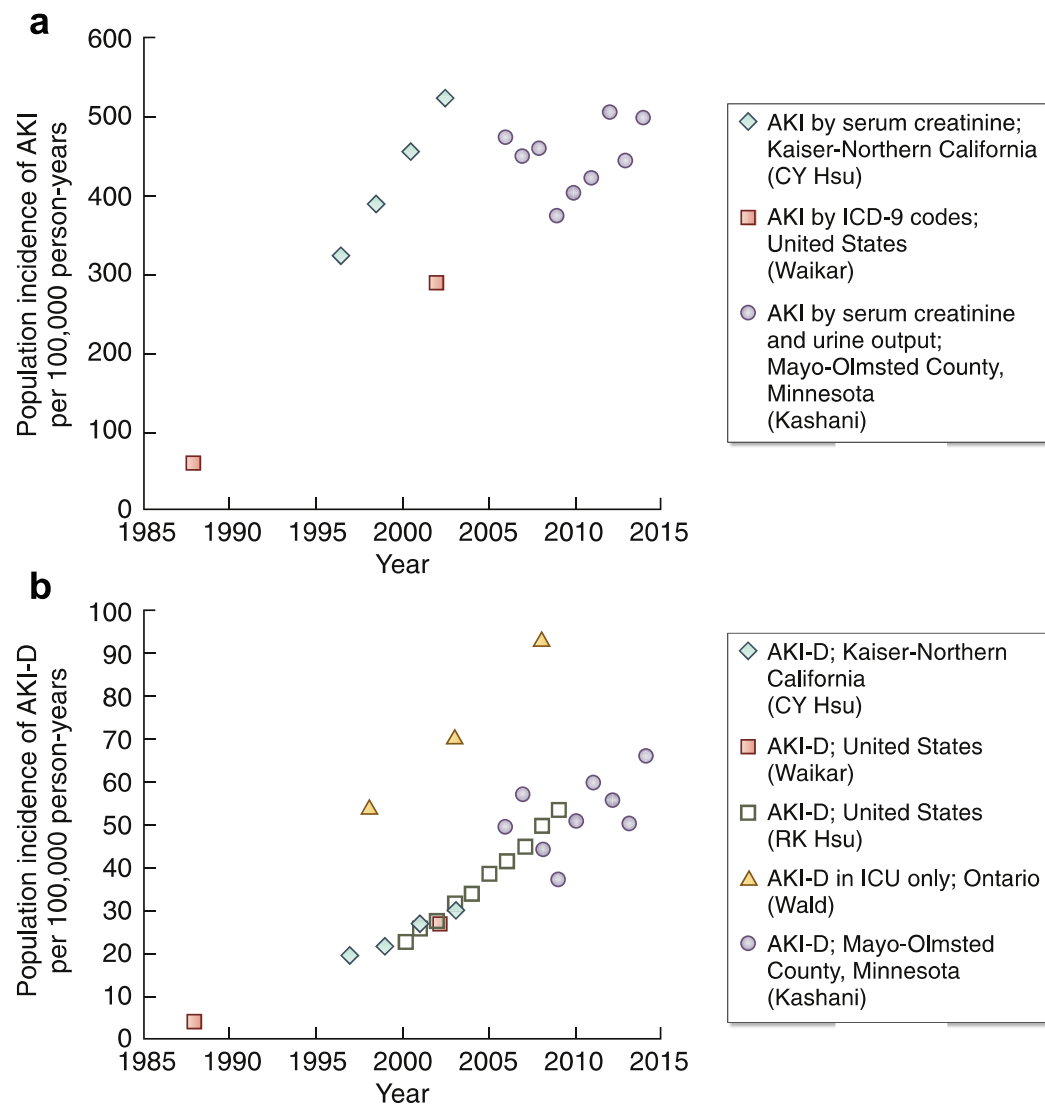 a
Population incidence of AKI
per 100,000 person-years
600
500
400
300
200
100
0
1985 1990 1995 2000 2005 2010 2015
Year
AKI by serum creatinine;
Kaiser-Northern California
(CY Hsu)
AKI by ICD-9 codes;
United States
(Waikar)
AKI by serum creatinine
and urine output;
Mayo-Olmsted County,
Minnesota
(Kashani)
b
Population incidence of AKI-D
per 100,000 person-years
100
90
80
70
60
50
40
30
20
10
0
1985 1990 1995 2000 2005 2010 2015
Year
AKI-D; Kaiser-Northern
California
(CY Hsu)
AKI-D; United States
(Waikar)
AKI-D; United States
(RK Hsu)
AKI-D in ICU only; Ontario
(Wald)
AKI-D; Mayo-Olmsted
County, Minnesota
(Kashani)